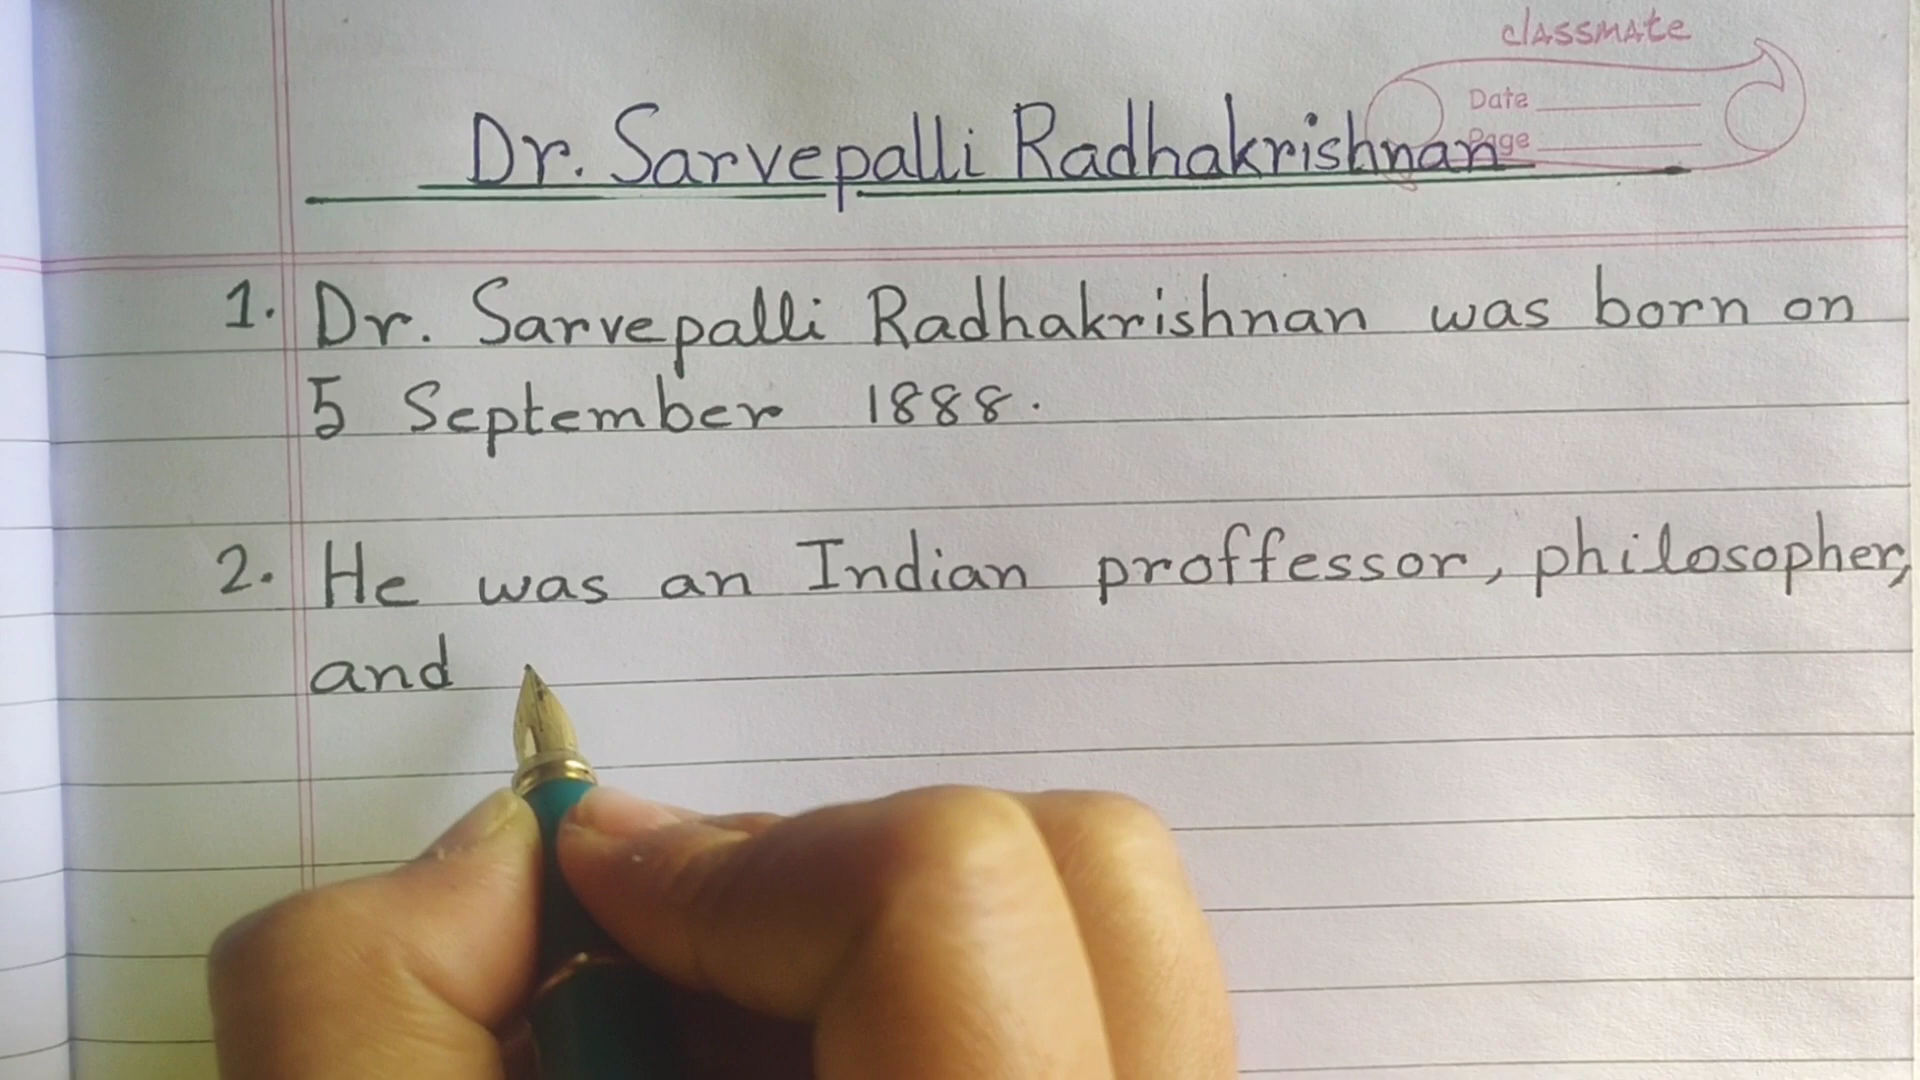 classmate
Date
Page
Dr. Sarvepalli Radhakrishnan
1. Dr. Sarvepalli Radhakrishnan was born on
5 September 1888.
2. He was an Indian proffessor, philosopher,
and